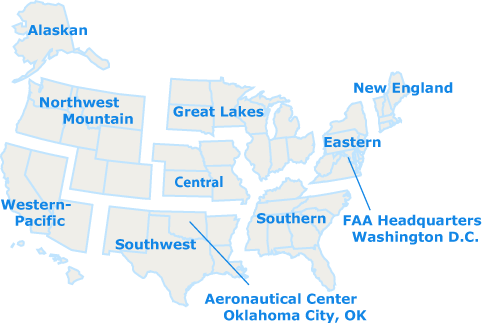 Alaskan
New England
Northwest
Mountain
Great Lakes
Eastern
Central
Western-
Pacific
Southern
FAA Headquarters
Washington D.C.
Southwest
Aeronautical Center
Oklahoma City, OK